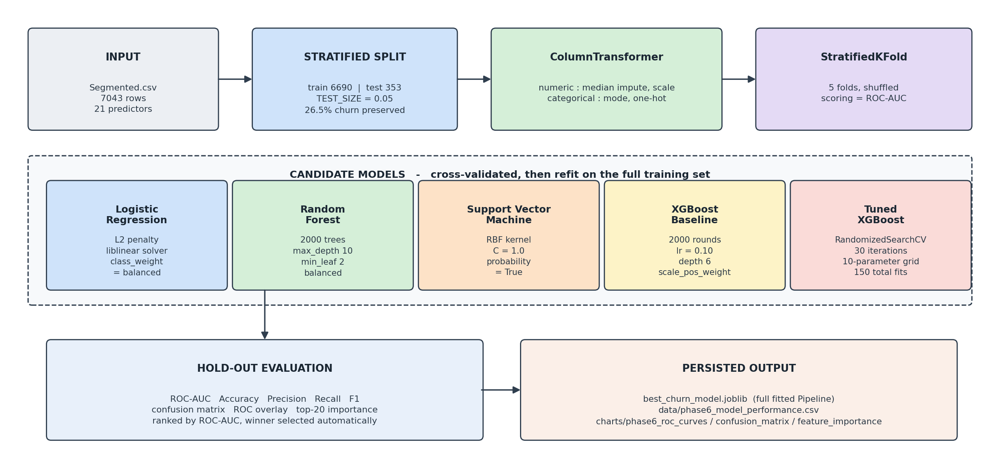 INPUT
Segmented.csv
7043 rows
21 predictors
STRATIFIED SPLIT
train 6690 | test 353
TEST_SIZE = 0.05
26.5% churn preserved
ColumnTransformer
numeric : median impute, scale
categorical : mode, one-hot
StratifiedKFold
5 folds, shuffled
scoring = ROC-AUC
CANDIDATE MODELS - cross-validated, then refit on the full training set
Logistic
Regression
L2 penalty
liblinear solver
class_weight
= balanced
Random
Forest
2000 trees
max_depth 10
min_leaf 2
balanced
Support Vector
Machine
RBF kernel
C = 1.0
probability
= True
XGBoost
Baseline
2000 rounds
lr = 0.10
depth 6
scale_pos_weight
Tuned
XGBoost
RandomizedSearchCV
30 iterations
10-parameter grid
150 total fits
HOLD-OUT EVALUATION
ROC-AUC Accuracy Precision Recall F1
confusion matrix ROC overlay top-20 importance
ranked by ROC-AUC, winner selected automatically
PERSISTED OUTPUT
best_churn_model.joblib (full fitted Pipeline)
data/phase6_model_performance.csv
charts/phase6_roc_curves / confusion_matrix / feature_importance